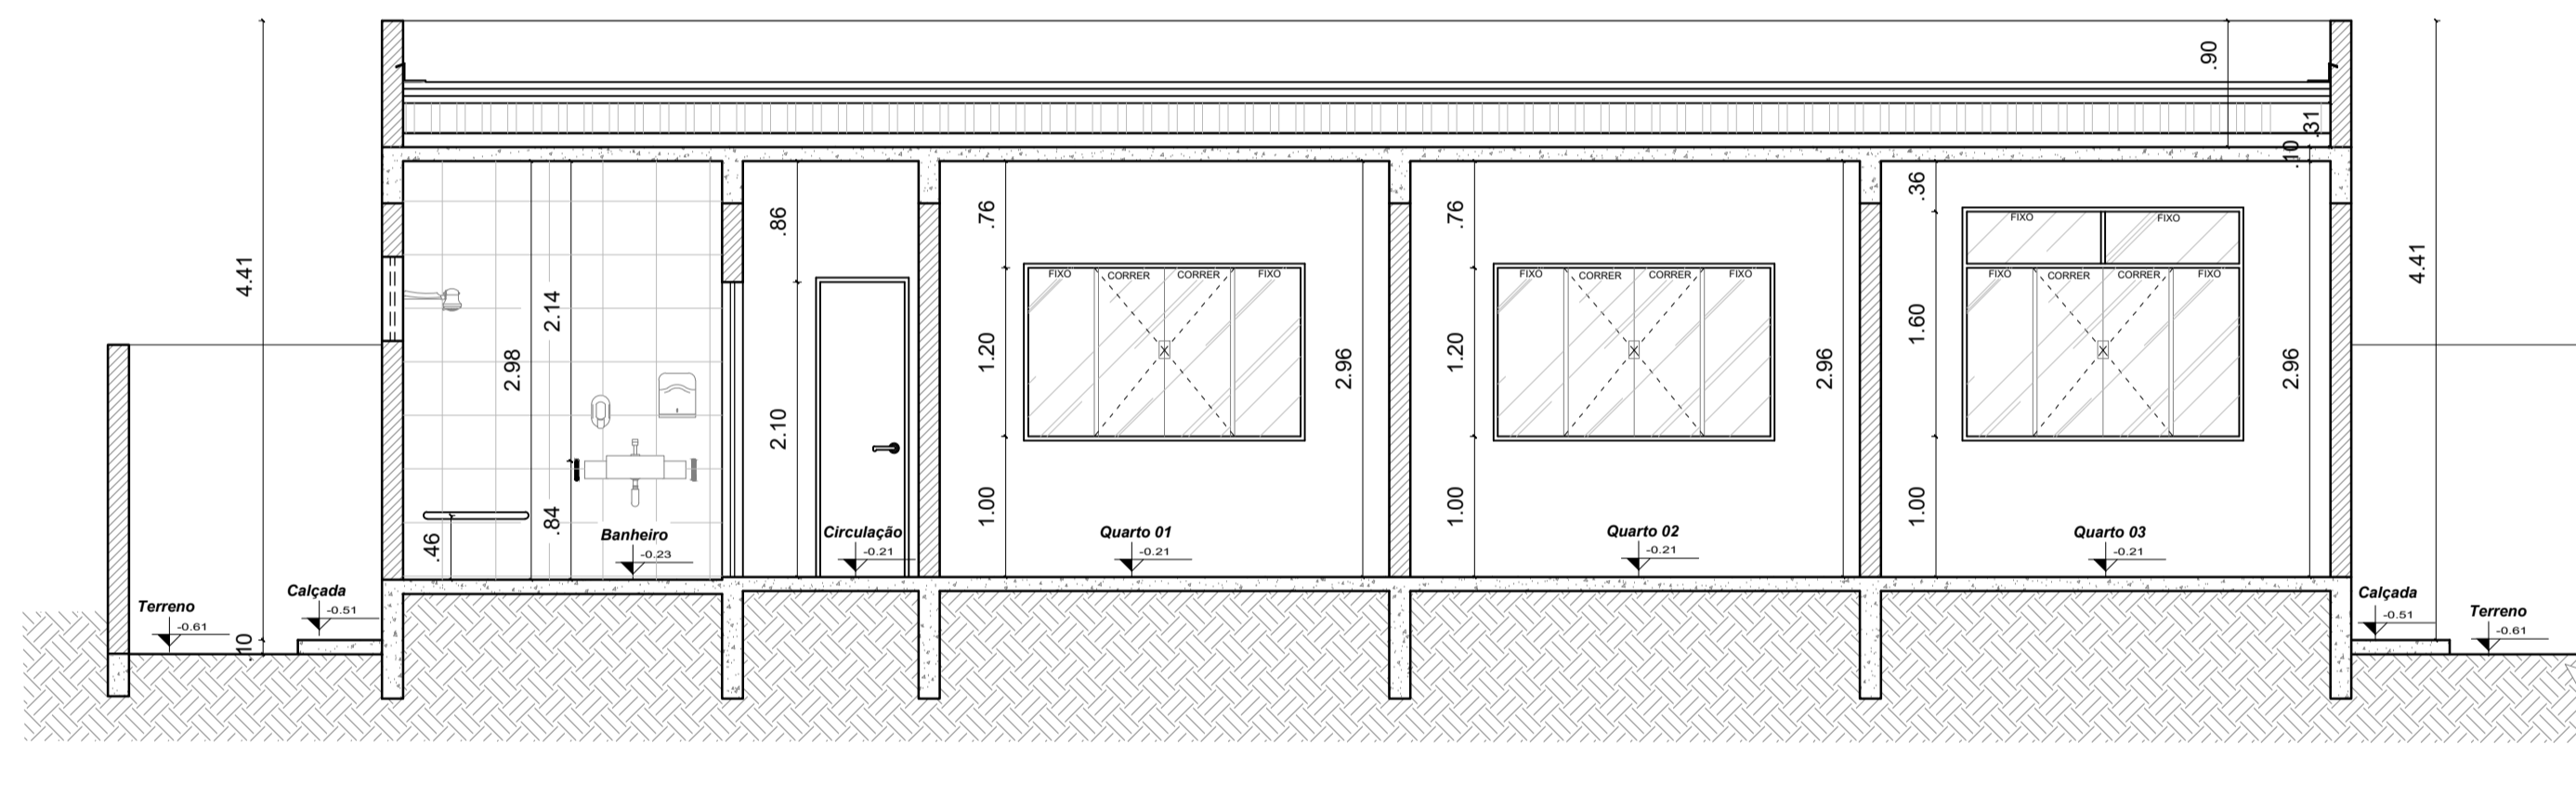 .90
.31
.10
4.41
2.98
2.14
.84
.46
Banheiro
-0.23
.86
2.10
Circulação
-0.21
.76
1.20
1.00
2.96
FIXO CORRER CORRER FIXO
Quarto 01
-0.21
.76
1.20
1.00
2.96
FIXO CORRER CORRER FIXO
Quarto 02
-0.21
.36
1.60
1.00
2.96
FIXO FIXO
FIXO CORRER CORRER FIXO
Quarto 03
-0.21
4.41
Terreno
-0.61
Calçada
-0.51
.10
Calçada
-0.51
Terreno
-0.61